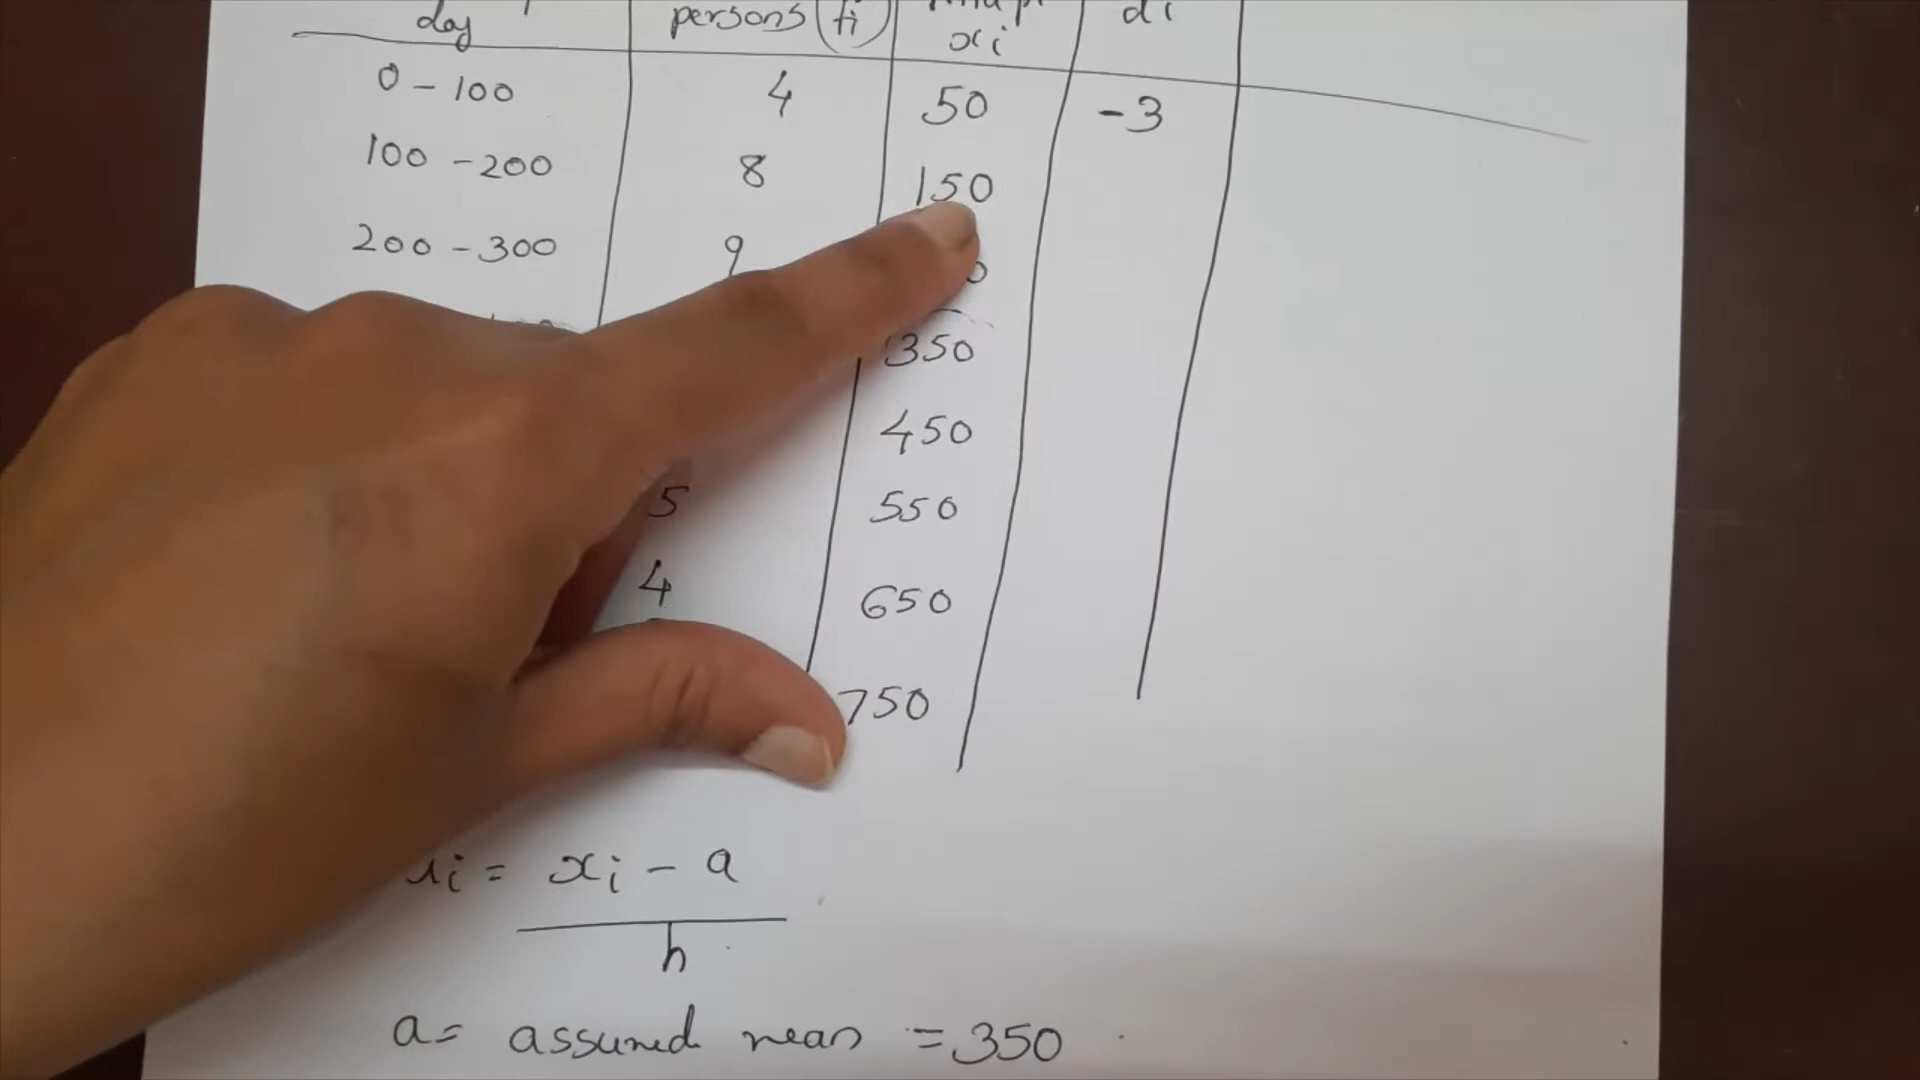 day persons (fi) xi di
0 - 100 4 50 -3
100 - 200 8 150
200 - 300 9
350
450
5 550
4 650
750
i = xi - a
h
a = assumed mean = 350